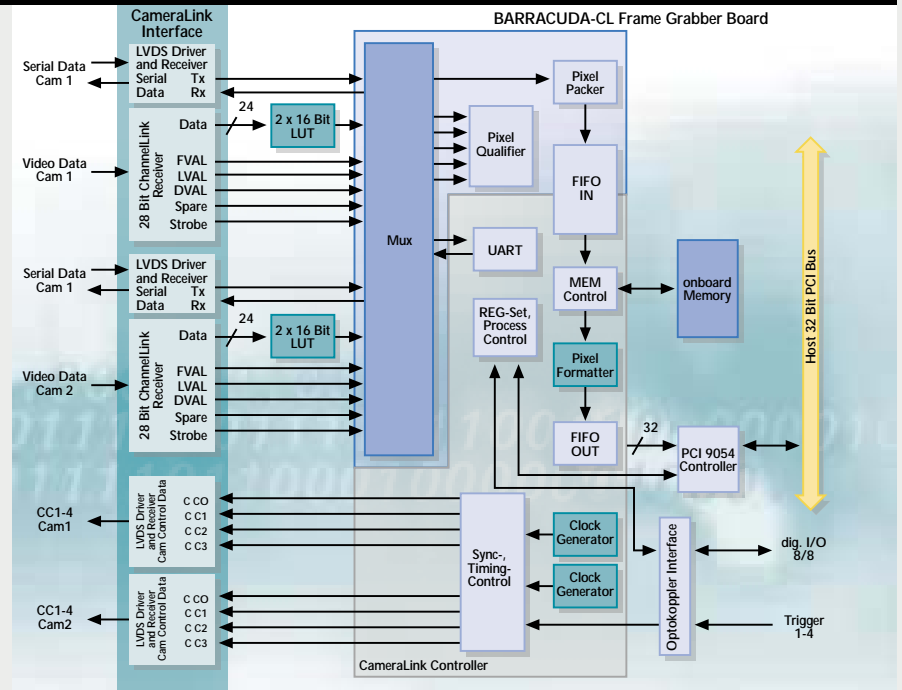 CameraLink
Interface
BARRACUDA-CL Frame Grabber Board
Serial Data
Cam 1
LVDS Driver
and Receiver
Serial Tx
Data Rx
Video Data
Cam 1
28 Bit ChannelLink
Receiver
Data
FVAL
LVAL
DVAL
Spare
Strobe
24
2 x 16 Bit
LUT
Serial Data
Cam 1
LVDS Driver
and Receiver
Serial Tx
Data Rx
Video Data
Cam 2
28 Bit ChannelLink
Receiver
Data
FVAL
LVAL
DVAL
Spare
Strobe
24
2 x 16 Bit
LUT
CC1-4
Cam1
LVDS Driver
and Receiver
Cam Control Data
C CO
C C1
C C2
C C3
CC1-4
Cam2
LVDS Driver
and Receiver
Cam Control Data
C CO
C C1
C C2
C C3
Mux
Pixel
Packer
Pixel
Qualifier
FIFO
IN
UART
MEM
Control
onboard
Memory
REG-Set,
Process
Control
Pixel
Formatter
FIFO
OUT
32
PCI 9054
Controller
Host 32 Bit PCI Bus
Sync-,
Timing-
Control
Clock
Generator
Clock
Generator
Optokoppler Interface
dig. I/O
8/8
Trigger
1-4
CameraLink Controller